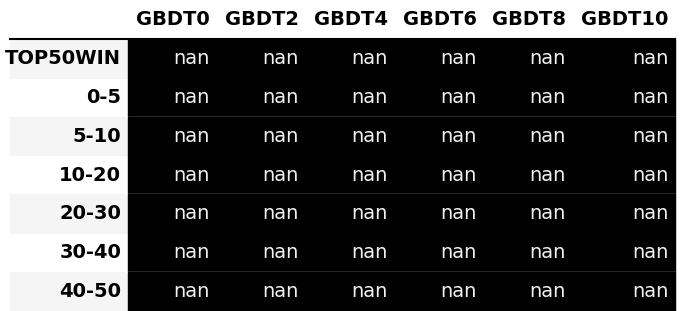 GBDT0 GBDT2 GBDT4 GBDT6 GBDT8 GBDT10
TOP50WIN nan nan nan nan nan nan
0-5 nan nan nan nan nan nan
5-10 nan nan nan nan nan nan
10-20 nan nan nan nan nan nan
20-30 nan nan nan nan nan nan
30-40 nan nan nan nan nan nan
40-50 nan nan nan nan nan nan